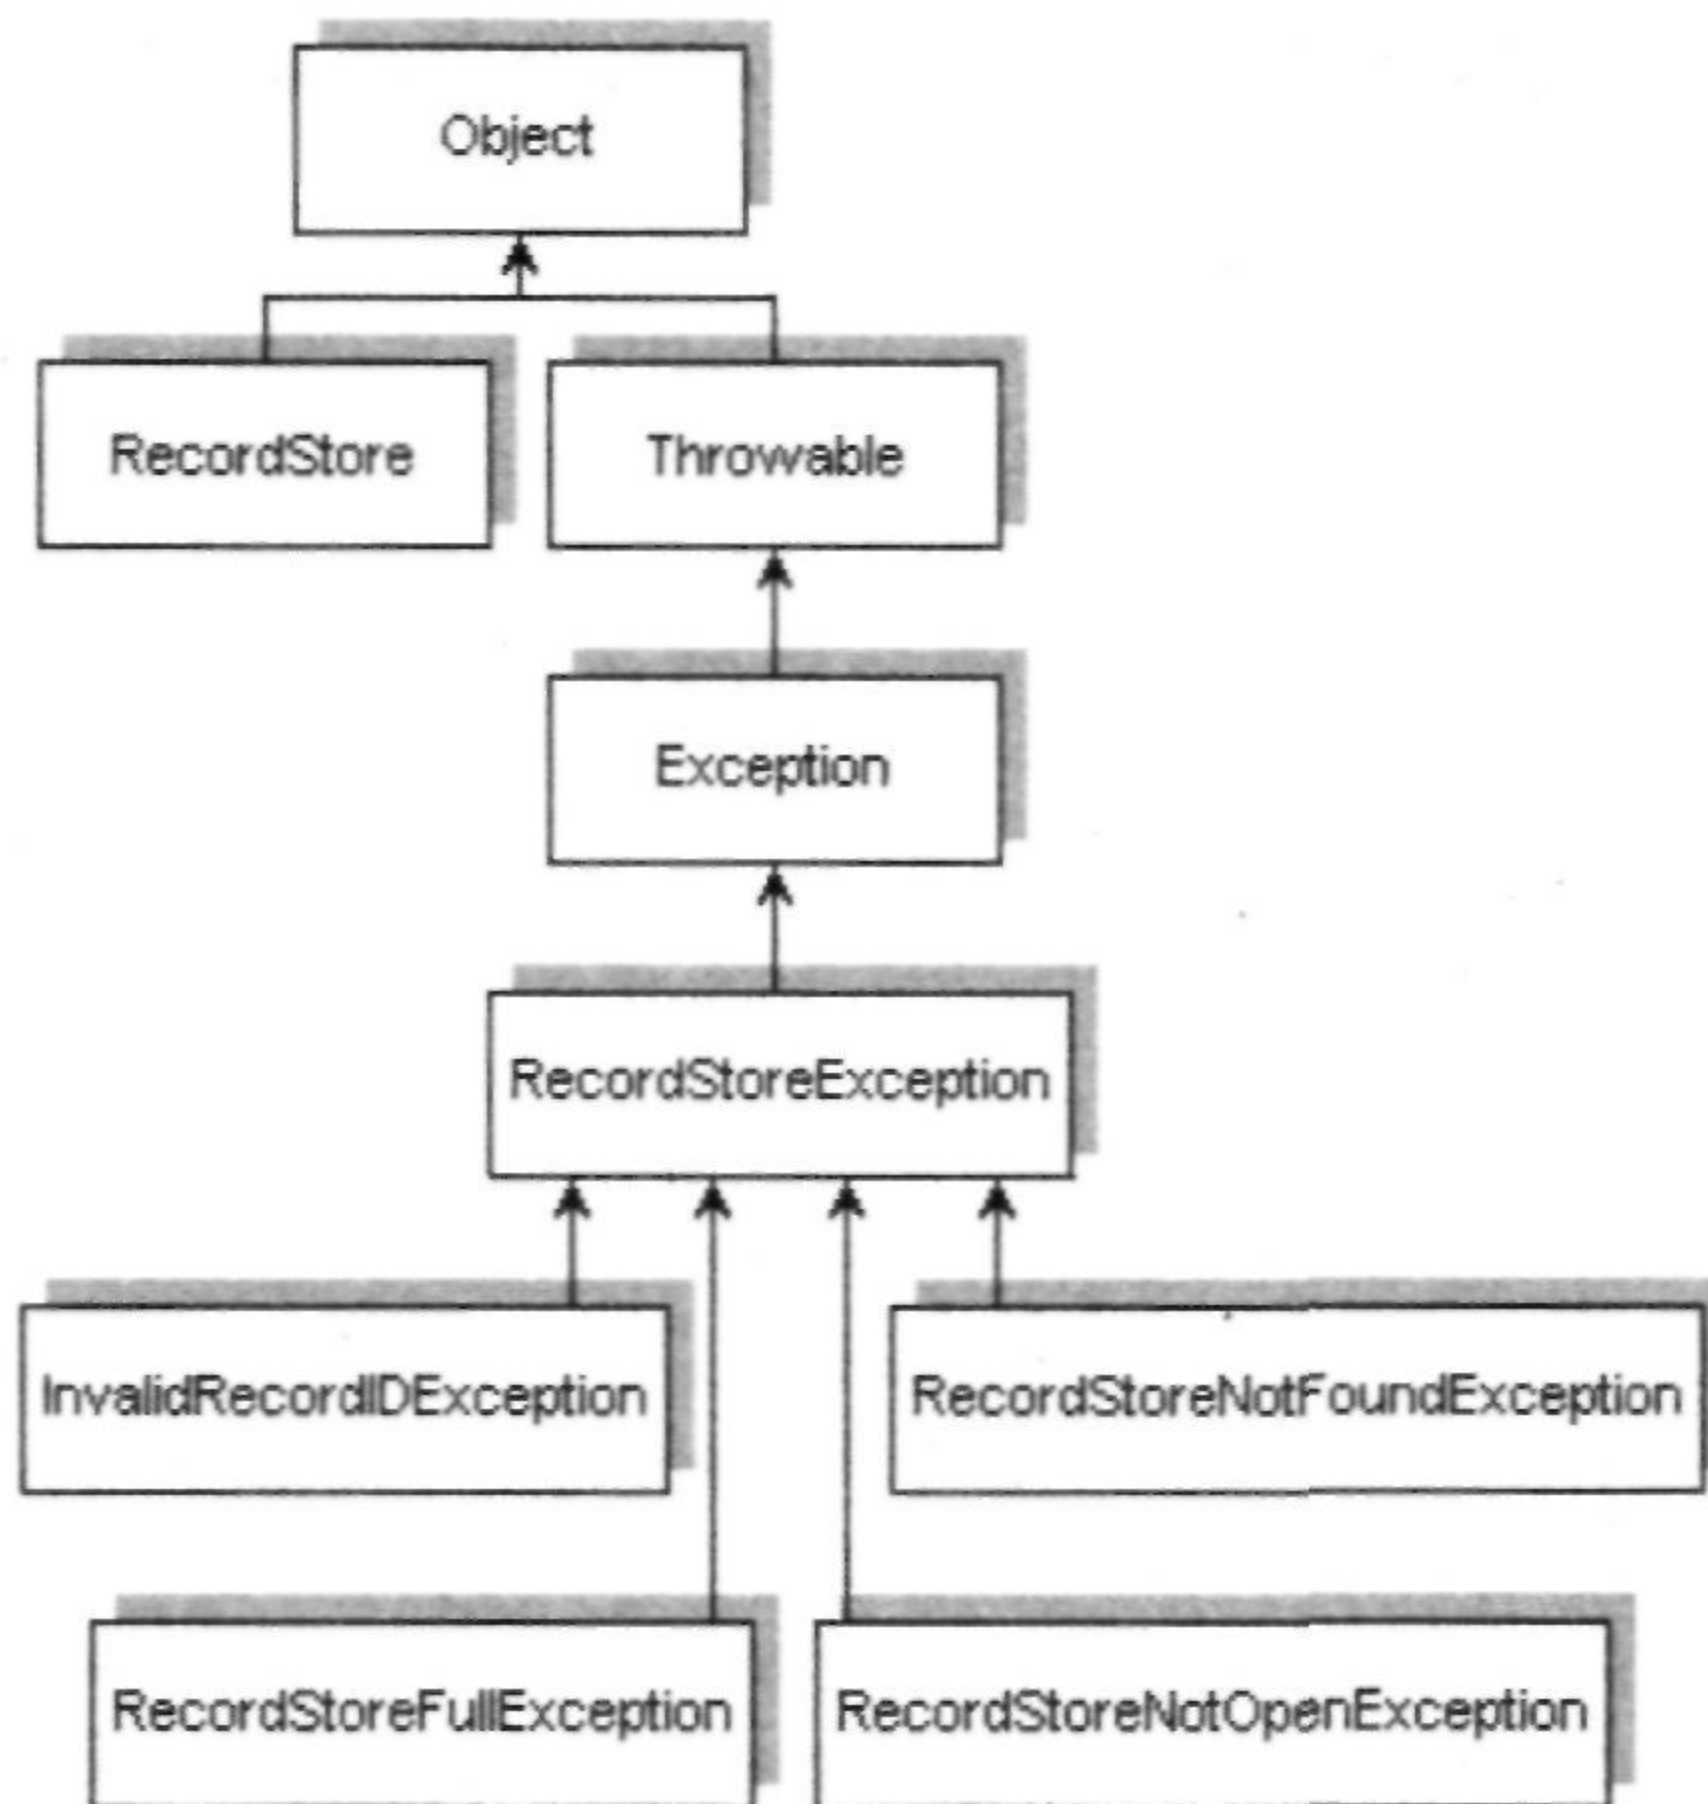 Object
RecordStore
Throwable
Exception
RecordStoreException
InvalidRecordIDException
RecordStoreNotFoundException
RecordStoreFullException
RecordStoreNotOpenException